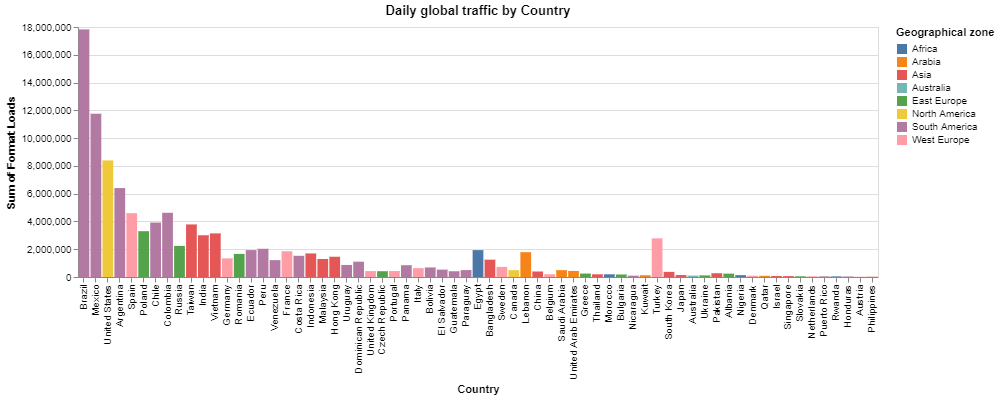 Daily global traffic by Country
18,000,000
16,000,000
14,000,000
12,000,000
10,000,000
8,000,000
6,000,000
4,000,000
2,000,000
0
Sum of Format Loads
Brazil
Mexico
United States
Argentina
Spain
Poland
Chile
Colombia
Russia
Taiwan
India
Vietnam
Germany
Romania
Ecuador
Peru
Venezuela
France
Costa Rica
Indonesia
Malaysia
Hong Kong
Uruguay
Dominican Republic
United Kingdom
Czech Republic
Portugal
Panama
Italy
Bolivia
El Salvador
Guatemala
Paraguay
Egypt
Bangladesh
Sweden
Canada
Lebanon
China
Belgium
Saudi Arabia
United Arab Emirates
Greece
Thailand
Morocco
Bulgaria
Nicaragua
Kuwait
Turkey
South Korea
Japan
Australia
Ukraine
Pakistan
Albania
Nigeria
Denmark
Qatar
Israel
Singapore
Slovakia
Netherlands
Puerto Rico
Rwanda
Honduras
Austria
Philippines
Country
Geographical zone
Africa
Arabia
Asia
Australia
East Europe
North America
South America
West Europe